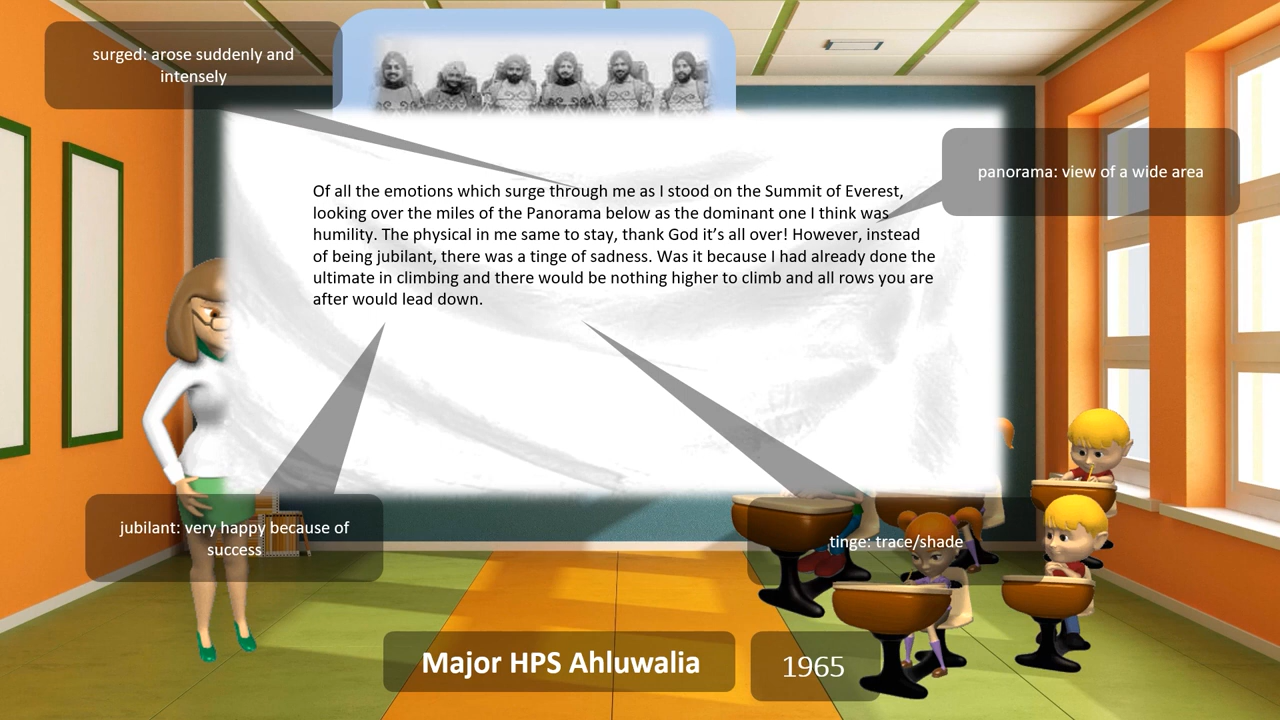 surged: arose suddenly and
intensely
panorama: view of a wide area
Of all the emotions which surge through me as I stood on the Summit of Everest,
looking over the miles of the Panorama below as the dominant one I think was
humility. The physical in me same to stay, thank God it’s all over! However, instead
of being jubilant, there was a tinge of sadness. Was it because I had already done the
ultimate in climbing and there would be nothing higher to climb and all rows you are
after would lead down.
jubilant: very happy because of
success
tinge: trace/shade
Major HPS Ahluwalia
1965